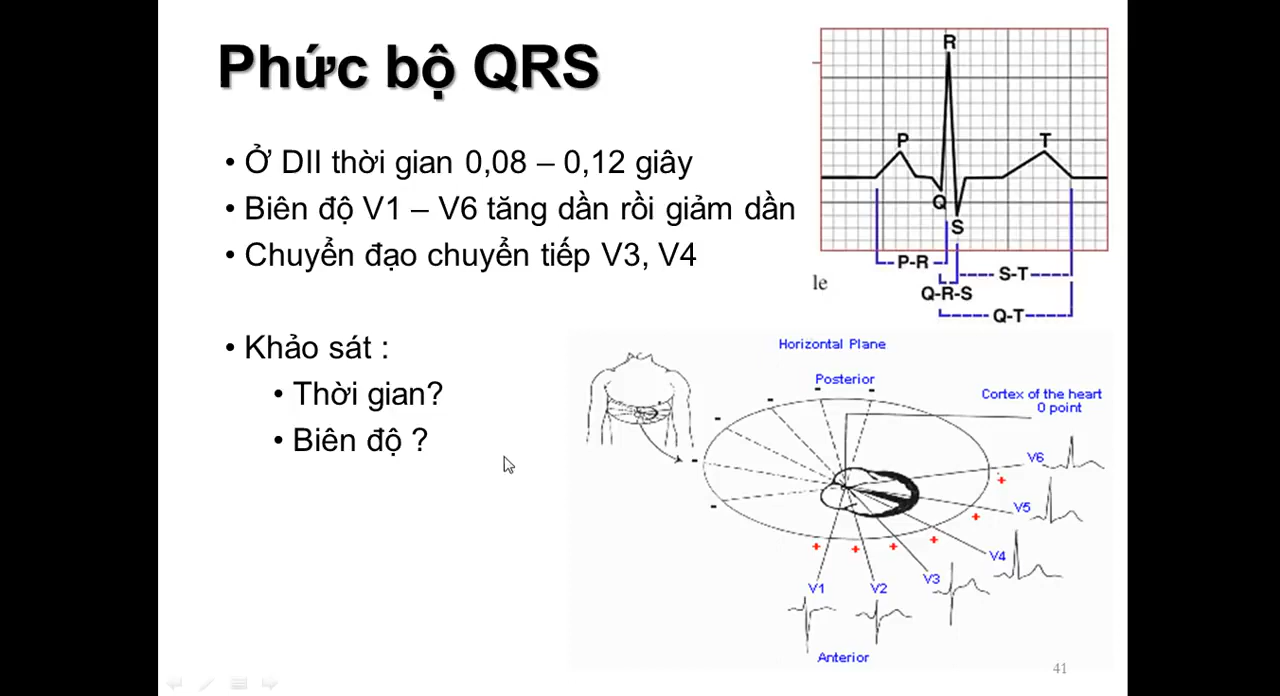 Phức bộ QRS
• Ở DII thời gian 0,08 – 0,12 giây
• Biên độ V1 – V6 tăng dần rồi giảm dần
• Chuyển đạo chuyển tiếp V3, V4
• Khảo sát :
• Thời gian?
• Biên độ ?
R
P
T
Q
S
P-R
S-T
Q-R-S
Q-T
le
Horizontal Plane
Posterior
Cortex of the heart
0 point
V6
V5
V4
V3
V1
V2
Anterior
41